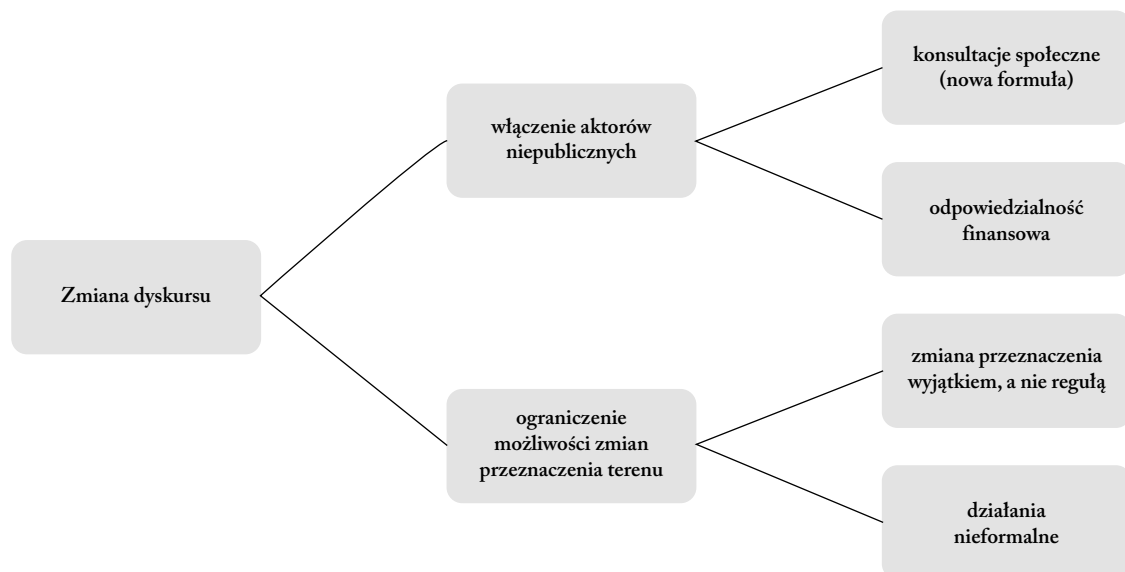 Zmiana dyskursu
włączenie aktorów
niepublicznych
konsultacje społeczne
(nowa formuła)
odpowiedzialność
finansowa
ograniczenie
możliwości zmian
przeznaczenia terenu
zmiana przeznaczenia
wyjątkiem, a nie regułą
działania
nieformalne